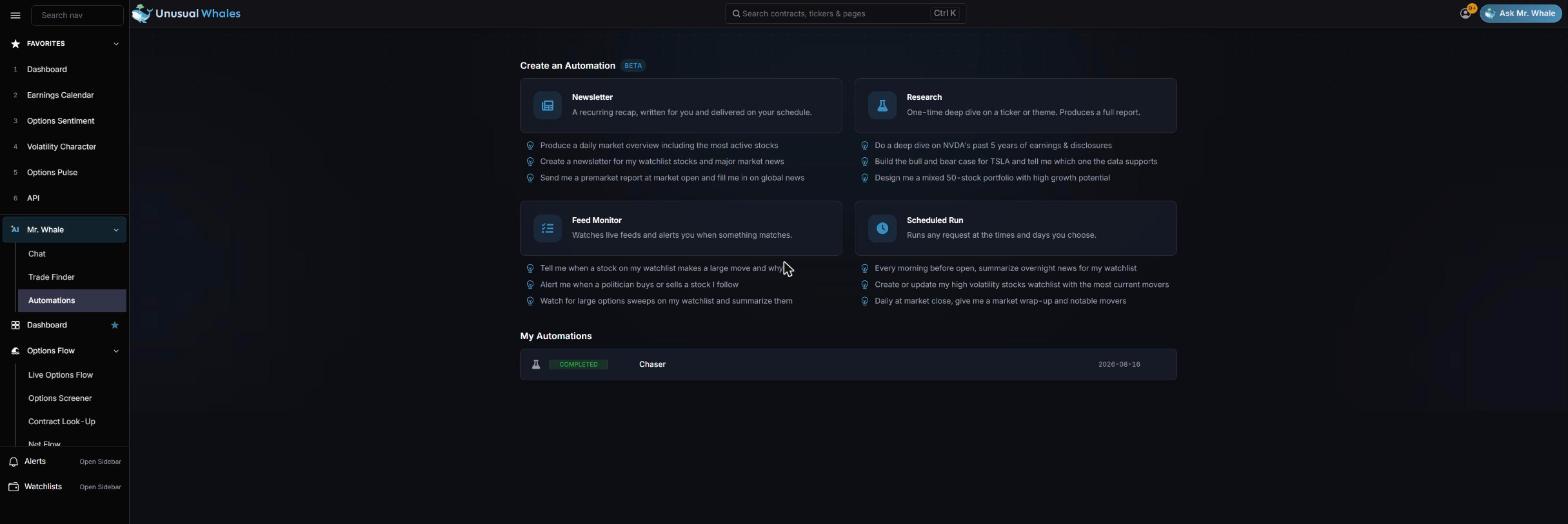 Search nav
Unusual Whales
Search contracts, tickers & pages
Ctrl K
9+
Ask Mr. Whale
FAVORITES
1 Dashboard
2 Earnings Calendar
3 Options Sentiment
4 Volatility Character
5 Options Pulse
6 API
AI Mr. Whale
Chat
Trade Finder
Automations
Dashboard
Options Flow
Live Options Flow
Options Screener
Contract Look-Up
Net Flow
Alerts Open Sidebar
Watchlists Open Sidebar
Create an Automation BETA
Newsletter
A recurring recap, written for you and delivered on your schedule.
Produce a daily market overview including the most active stocks
Create a newsletter for my watchlist stocks and major market news
Send me a premarket report at market open and fill me in on global news
Research
One-time deep dive on a ticker or theme. Produces a full report.
Do a deep dive on NVDA's past 5 years of earnings & disclosures
Build the bull and bear case for TSLA and tell me which one the data supports
Design me a mixed 50-stock portfolio with high growth potential
Feed Monitor
Watches live feeds and alerts you when something matches.
Tell me when a stock on my watchlist makes a large move and why
Alert me when a politician buys or sells a stock I follow
Watch for large options sweeps on my watchlist and summarize them
Scheduled Run
Runs any request at the times and days you choose.
Every morning before open, summarize overnight news for my watchlist
Create or update my high volatility stocks watchlist with the most current movers
Daily at market close, give me a market wrap-up and notable movers
My Automations
COMPLETED Chaser 2026-06-16